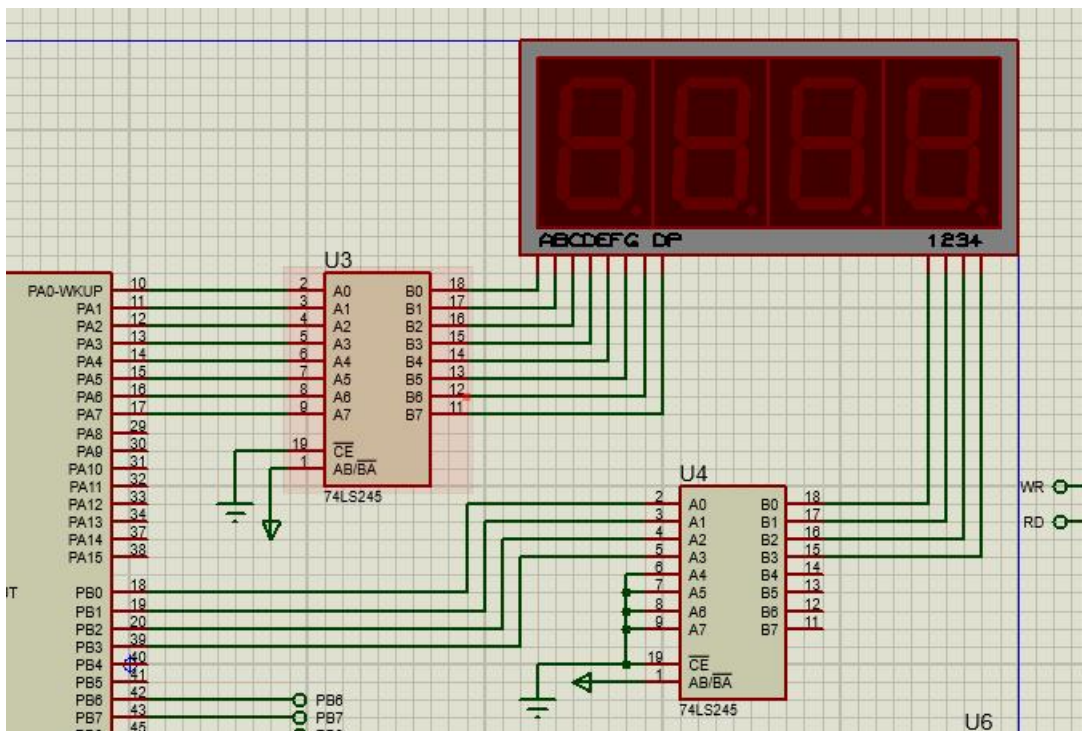 ABCDEFG DP
1234
U3
PA0-WKUP 10 2 A0 B0 18
PA1 11 3 A1 B1 17
PA2 12 4 A2 B2 16
PA3 13 5 A3 B3 15
PA4 14 6 A4 B4 14
PA5 15 7 A5 B5 13
PA6 16 8 A6 B6 12
PA7 17 9 A7 B7 11
PA8 29
PA9 30 19 CE
PA10 31 1 AB/BA
PA11 32
74LS245
PA12 33
PA13 34
PA14 37
PA15 38
U4
2 A0 B0 18
3 A1 B1 17
4 A2 B2 16
5 A3 B3 15
6 A4 B4 14
7 A5 B5 13
8 A6 B6 12
9 A7 B7 11
19 CE
1 AB/BA
74LS245
WR
RD
PB0 18
PB1 19
PB2 20
PB3 39
PB4 40
PB5 41
PB6 42 PB6
PB7 43 PB7
45
U6